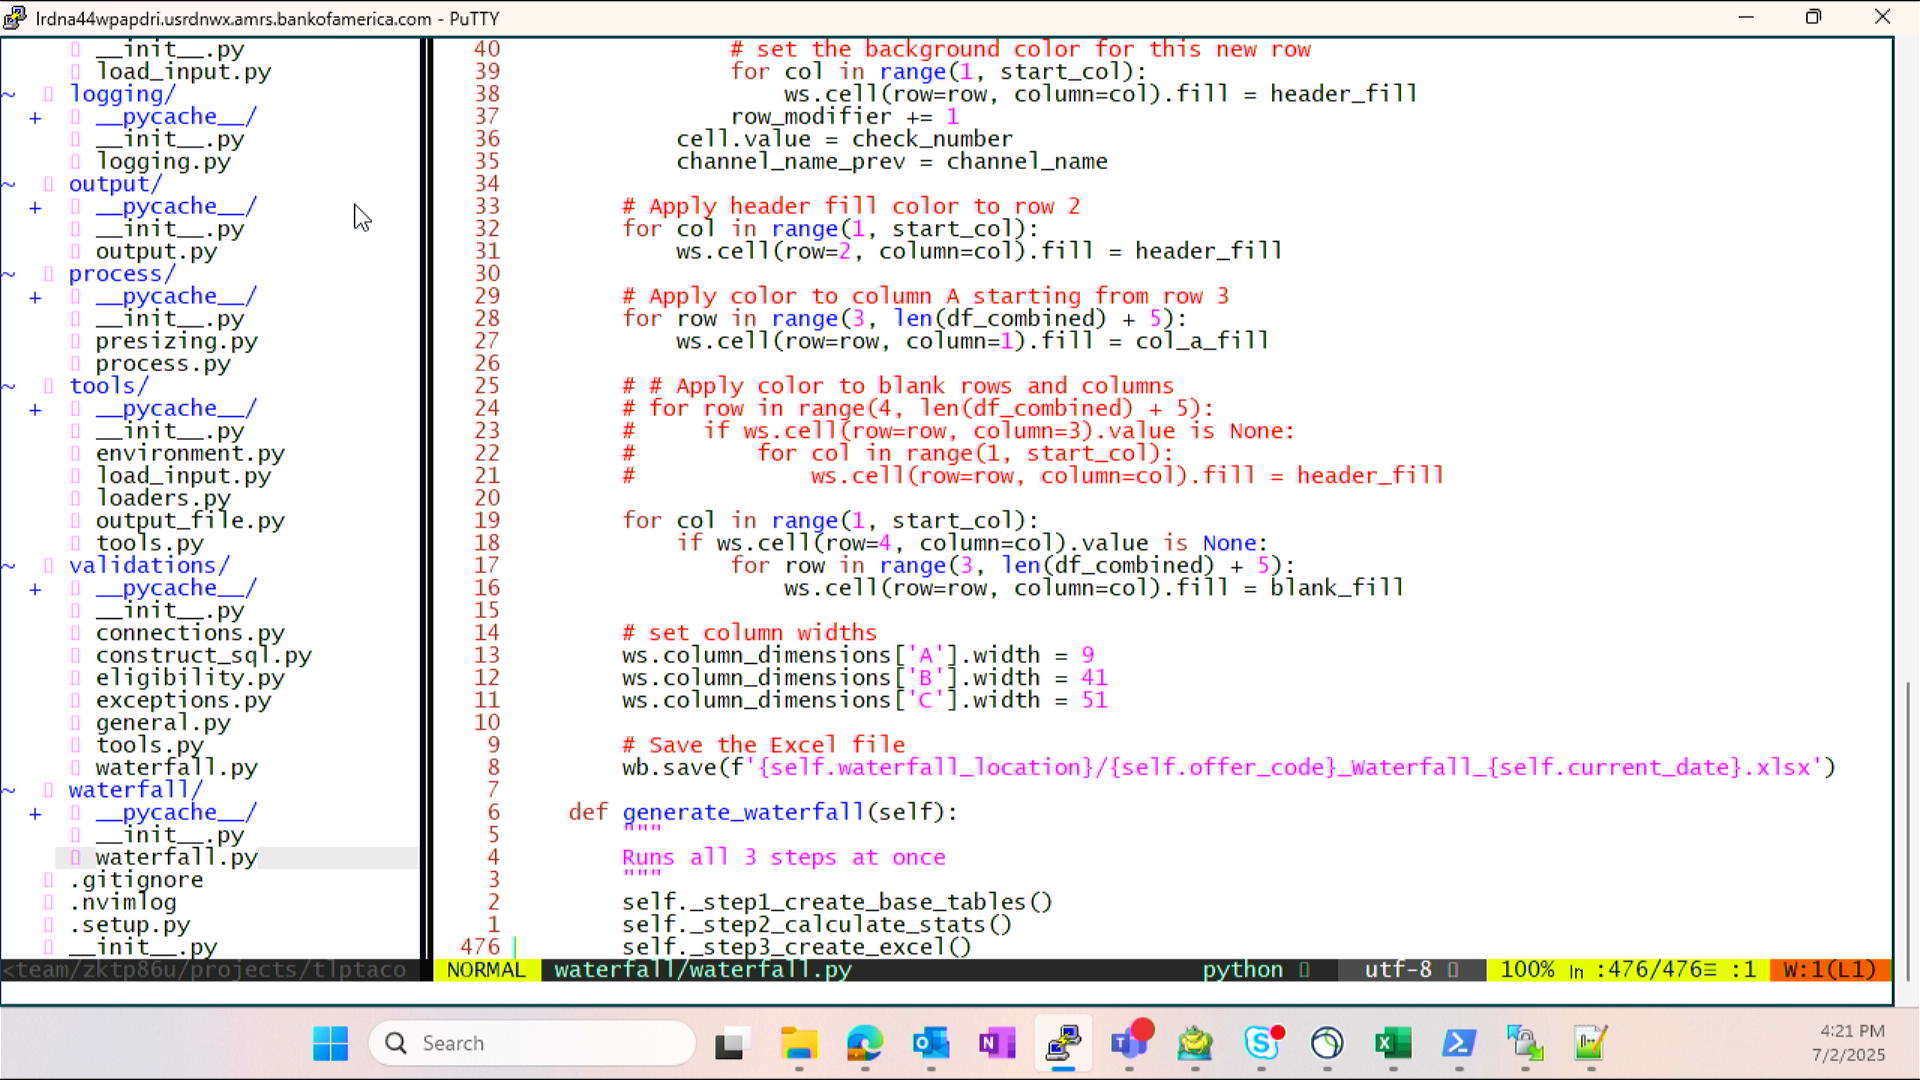 lrdna44wpapdri.usrdnwx.amrs.bankofamerica.com - PuTTY
__init__.py
load_input.py
~ logging/
+ __pycache__/
__init__.py
logging.py
~ output/
+ __pycache__/
__init__.py
output.py
~ process/
+ __pycache__/
__init__.py
presizing.py
process.py
~ tools/
+ __pycache__/
__init__.py
environment.py
load_input.py
loaders.py
output_file.py
tools.py
~ validations/
+ __pycache__/
__init__.py
connections.py
construct_sql.py
eligibility.py
exceptions.py
general.py
tools.py
waterfall.py
~ waterfall/
+ __pycache__/
__init__.py
waterfall.py
.gitignore
.nvimlog
.setup.py
__init__.py
<team/zktp86u/projects/tlptaco
40 # set the background color for this new row
39 for col in range(1, start_col):
38 ws.cell(row=row, column=col).fill = header_fill
37 row_modifier += 1
36 cell.value = check_number
35 channel_name_prev = channel_name
34
33 # Apply header fill color to row 2
32 for col in range(1, start_col):
31 ws.cell(row=2, column=col).fill = header_fill
30
29 # Apply color to column A starting from row 3
28 for row in range(3, len(df_combined) + 5):
27 ws.cell(row=row, column=1).fill = col_a_fill
26
25 # # Apply color to blank rows and columns
24 # for row in range(4, len(df_combined) + 5):
23 # if ws.cell(row=row, column=3).value is None:
22 # for col in range(1, start_col):
21 # ws.cell(row=row, column=col).fill = header_fill
20
19 for col in range(1, start_col):
18 if ws.cell(row=4, column=col).value is None:
17 for row in range(3, len(df_combined) + 5):
16 ws.cell(row=row, column=col).fill = blank_fill
15
14 # set column widths
13 ws.column_dimensions['A'].width = 9
12 ws.column_dimensions['B'].width = 41
11 ws.column_dimensions['C'].width = 51
10
9 # Save the Excel file
8 wb.save(f'{self.waterfall_location}/{self.offer_code}_Waterfall_{self.current_date}.xlsx')
7
6 def generate_waterfall(self):
5 """
4 Runs all 3 steps at once
3 """
2 self._step1_create_base_tables()
1 self._step2_calculate_stats()
476 self._step3_create_excel()
NORMAL waterfall/waterfall.py python utf-8 100% ln :476/476≡ :1 W:1(L1)
Search
4:21 PM
7/2/2025